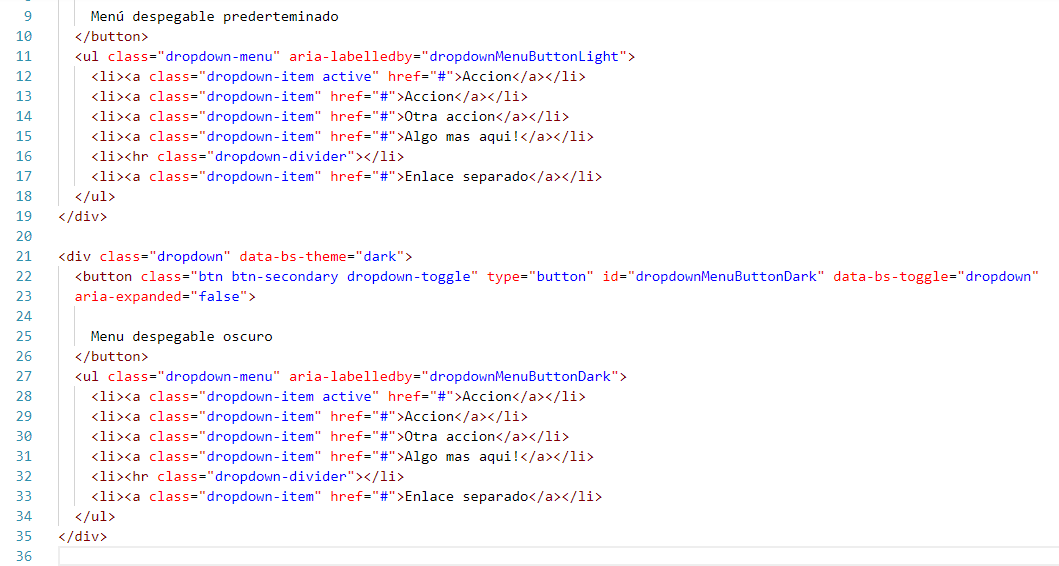 9 Menú despegable prederteminado
10 </button>
11 <ul class="dropdown-menu" aria-labelledby="dropdownMenuButtonLight">
12 <li><a class="dropdown-item active" href="#">Accion</a></li>
13 <li><a class="dropdown-item" href="#">Accion</a></li>
14 <li><a class="dropdown-item" href="#">Otra accion</a></li>
15 <li><a class="dropdown-item" href="#">Algo mas aqui!</a></li>
16 <li><hr class="dropdown-divider"></li>
17 <li><a class="dropdown-item" href="#">Enlace separado</a></li>
18 </ul>
19 </div>
20
21 <div class="dropdown" data-bs-theme="dark">
22 <button class="btn btn-secondary dropdown-toggle" type="button" id="dropdownMenuButtonDark" data-bs-toggle="dropdown"
23 aria-expanded="false">
24
25 Menu despegable oscuro
26 </button>
27 <ul class="dropdown-menu" aria-labelledby="dropdownMenuButtonDark">
28 <li><a class="dropdown-item active" href="#">Accion</a></li>
29 <li><a class="dropdown-item" href="#">Accion</a></li>
30 <li><a class="dropdown-item" href="#">Otra accion</a></li>
31 <li><a class="dropdown-item" href="#">Algo mas aqui!</a></li>
32 <li><hr class="dropdown-divider"></li>
33 <li><a class="dropdown-item" href="#">Enlace separado</a></li>
34 </ul>
35 </div>
36